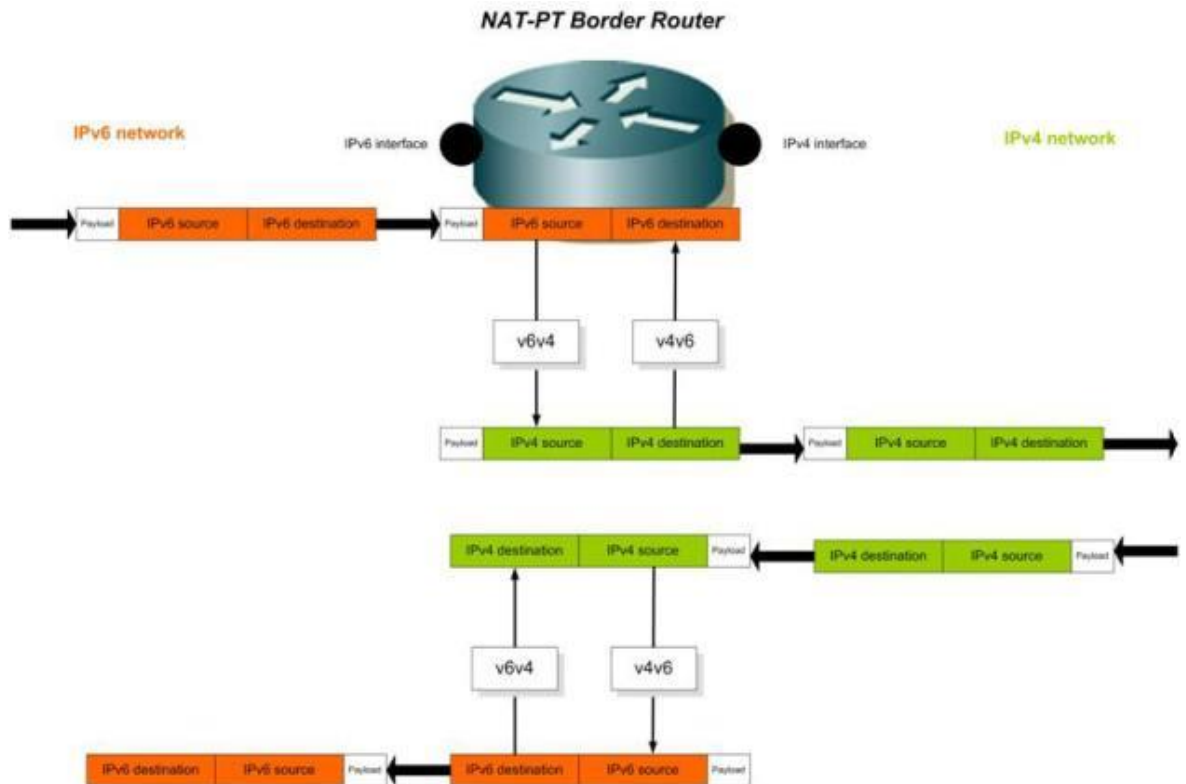 NAT-PT Border Router
IPv6 network
IPv6 interface
IPv4 interface
IPv4 network
Payload IPv6 source IPv6 destination
Payload IPv6 source IPv6 destination
v6v4
v4v6
Payload IPv4 source IPv4 destination
Payload IPv4 source IPv4 destination
IPv4 destination IPv4 source Payload
IPv4 destination IPv4 source Payload
v6v4
v4v6
IPv6 destination IPv6 source Payload
IPv6 destination IPv6 source Payload